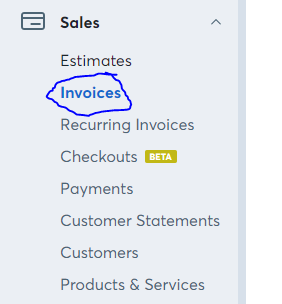 Sales
Estimates
Invoices
Recurring Invoices
Checkouts BETA
Payments
Customer Statements
Customers
Products & Services